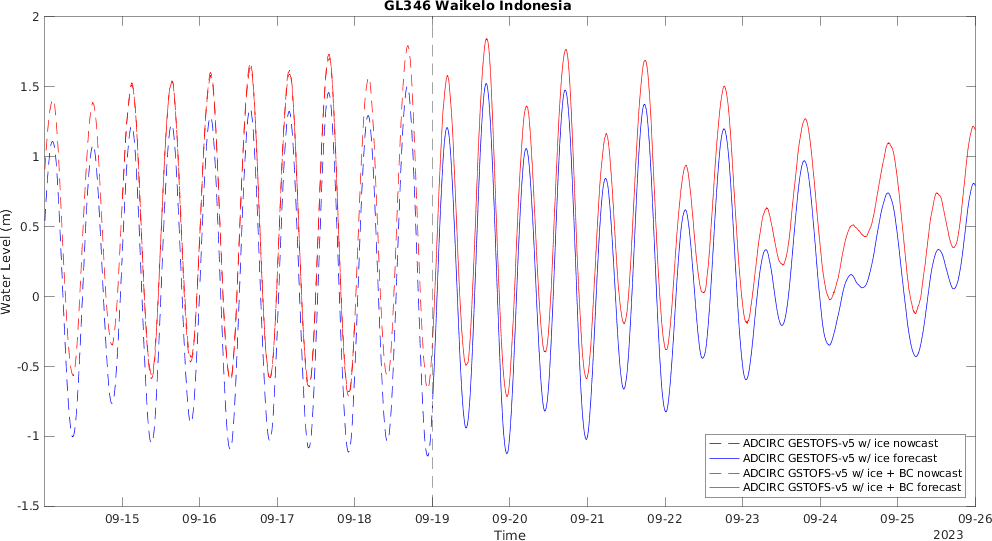 GL346 Waikelo Indonesia
2
1.5
1
0.5
0
-0.5
-1
-1.5
Water Level (m)
ADCIRC GESTOFS-v5 w/ ice nowcast
ADCIRC GESTOFS-v5 w/ ice forecast
ADCIRC GSTOFS-v5 w/ ice + BC nowcast
ADCIRC GSTOFS-v5 w/ ice + BC forecast
09-15 09-16 09-17 09-18 09-19 09-20 09-21 09-22 09-23 09-24 09-25 09-26
Time
2023